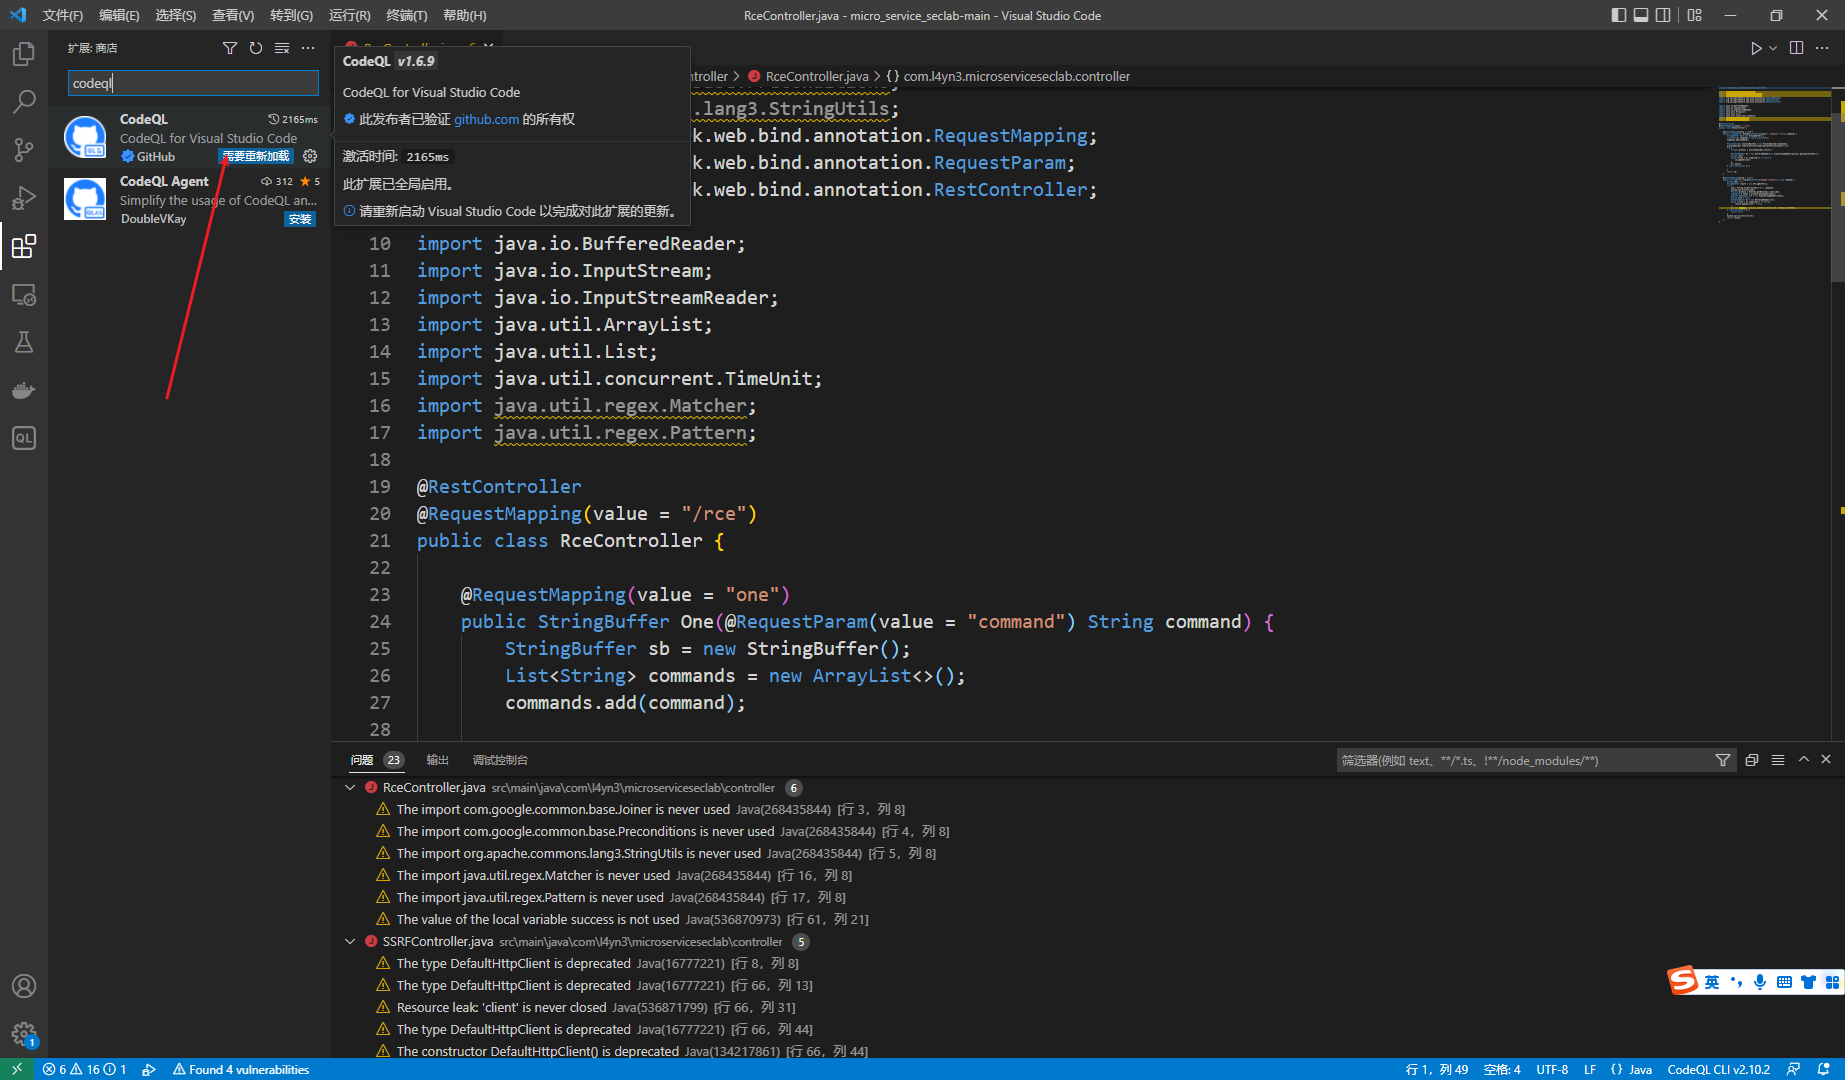 文件(F) 编辑(E) 选择(S) 查看(V) 转到(G) 运行(R) 终端(T) 帮助(H)
RceController.java - micro_service_seclab-main - Visual Studio Code
扩展: 商店
codeql
CodeQL 2165ms
CodeQL for Visual Studio Code
GitHub 需要重新加载
CodeQL Agent 312 5
Simplify the usage of CodeQL an...
DoubleVKay 安装
CodeQL v1.6.9
CodeQL for Visual Studio Code
此发布者已验证 github.com 的所有权
激活时间: 2165ms
此扩展已全局启用。
请重新启动 Visual Studio Code 以完成对此扩展的更新。
ntroller > RceController.java > {} com.l4yn3.microserviceseclab.controller
.lang3.StringUtils;
k.web.bind.annotation.RequestMapping;
k.web.bind.annotation.RequestParam;
k.web.bind.annotation.RestController;
10 import java.io.BufferedReader;
11 import java.io.InputStream;
12 import java.io.InputStreamReader;
13 import java.util.ArrayList;
14 import java.util.List;
15 import java.util.concurrent.TimeUnit;
16 import java.util.regex.Matcher;
17 import java.util.regex.Pattern;
18
19 @RestController
20 @RequestMapping(value = "/rce")
21 public class RceController {
22
23 @RequestMapping(value = "one")
24 public StringBuffer One(@RequestParam(value = "command") String command) {
25 StringBuffer sb = new StringBuffer();
26 List<String> commands = new ArrayList<>();
27 commands.add(command);
28
问题 23 输出 调试控制台
筛选器(例如 text、**/*.ts、!**/node_modules/**)
RceController.java src\main\java\com\l4yn3\microserviceseclab\controller 6
The import com.google.common.base.Joiner is never used Java(268435844) [行 3，列 8]
The import com.google.common.base.Preconditions is never used Java(268435844) [行 4，列 8]
The import org.apache.commons.lang3.StringUtils is never used Java(268435844) [行 5，列 8]
The import java.util.regex.Matcher is never used Java(268435844) [行 16，列 8]
The import java.util.regex.Pattern is never used Java(268435844) [行 17，列 8]
The value of the local variable success is not used Java(536870973) [行 61，列 21]
SSRFController.java src\main\java\com\l4yn3\microserviceseclab\controller 5
The type DefaultHttpClient is deprecated Java(16777221) [行 8，列 8]
The type DefaultHttpClient is deprecated Java(16777221) [行 66，列 13]
Resource leak: 'client' is never closed Java(536871799) [行 66，列 31]
The type DefaultHttpClient is deprecated Java(16777221) [行 66，列 44]
The constructor DefaultHttpClient() is deprecated Java(134217861) [行 66，列 44]
QL
英
1
6 16 1 Found 4 vulnerabilities
行 1，列 49 空格: 4 UTF-8 LF {} Java CodeQL CLI v2.10.2